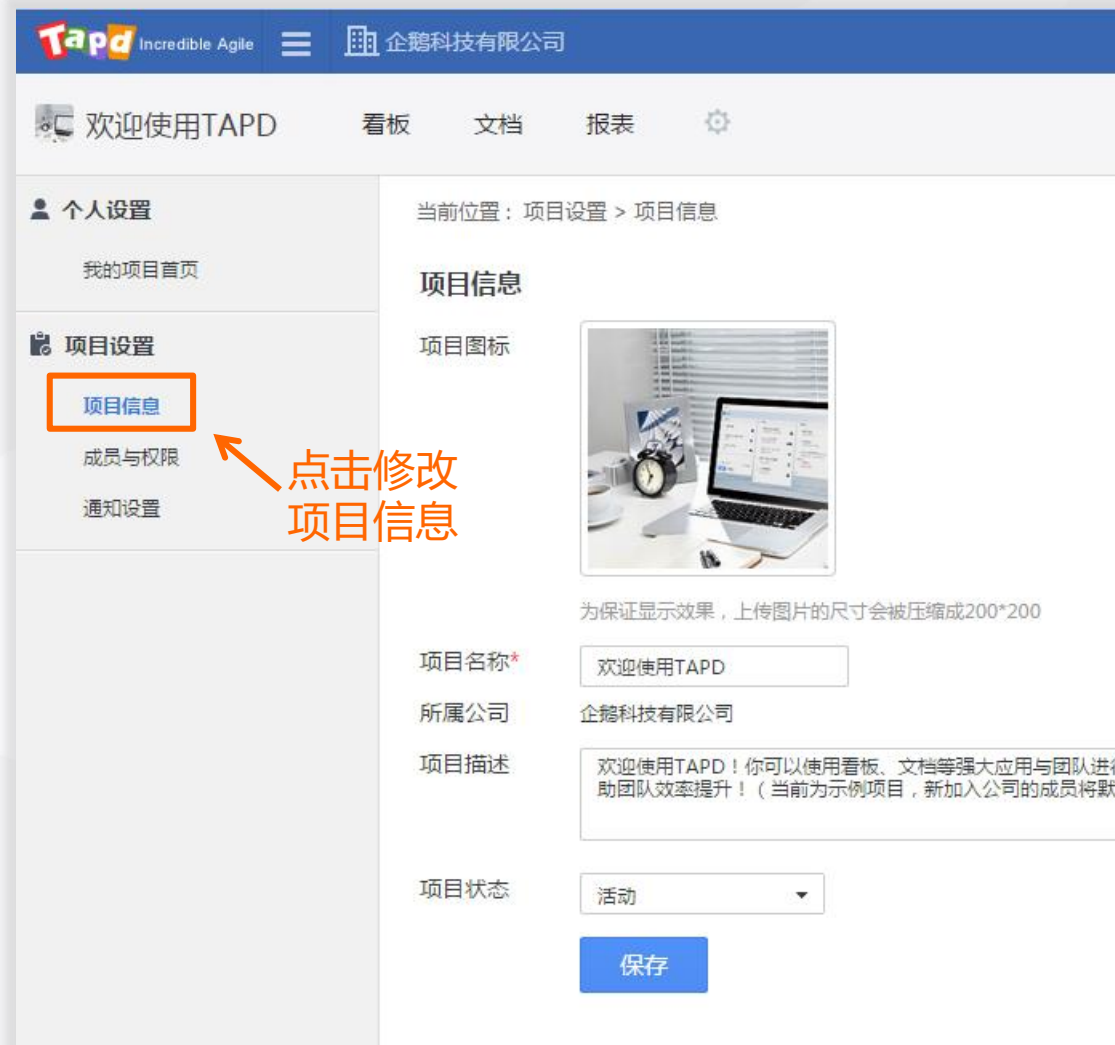 Tapd Incredible Agile 企鹅科技有限公司
欢迎使用TAPD 看板 文档 报表
个人设置
我的项目首页
项目设置
项目信息
成员与权限
通知设置
点击修改
项目信息
当前位置：项目设置 > 项目信息
项目信息
项目图标
为保证显示效果，上传图片的尺寸会被压缩成200*200
项目名称* 欢迎使用TAPD
所属公司 企鹅科技有限公司
项目描述 欢迎使用TAPD！你可以使用看板、文档等强大应用与团队进
助团队效率提升！（当前为示例项目，新加入公司的成员将默
项目状态 活动
保存